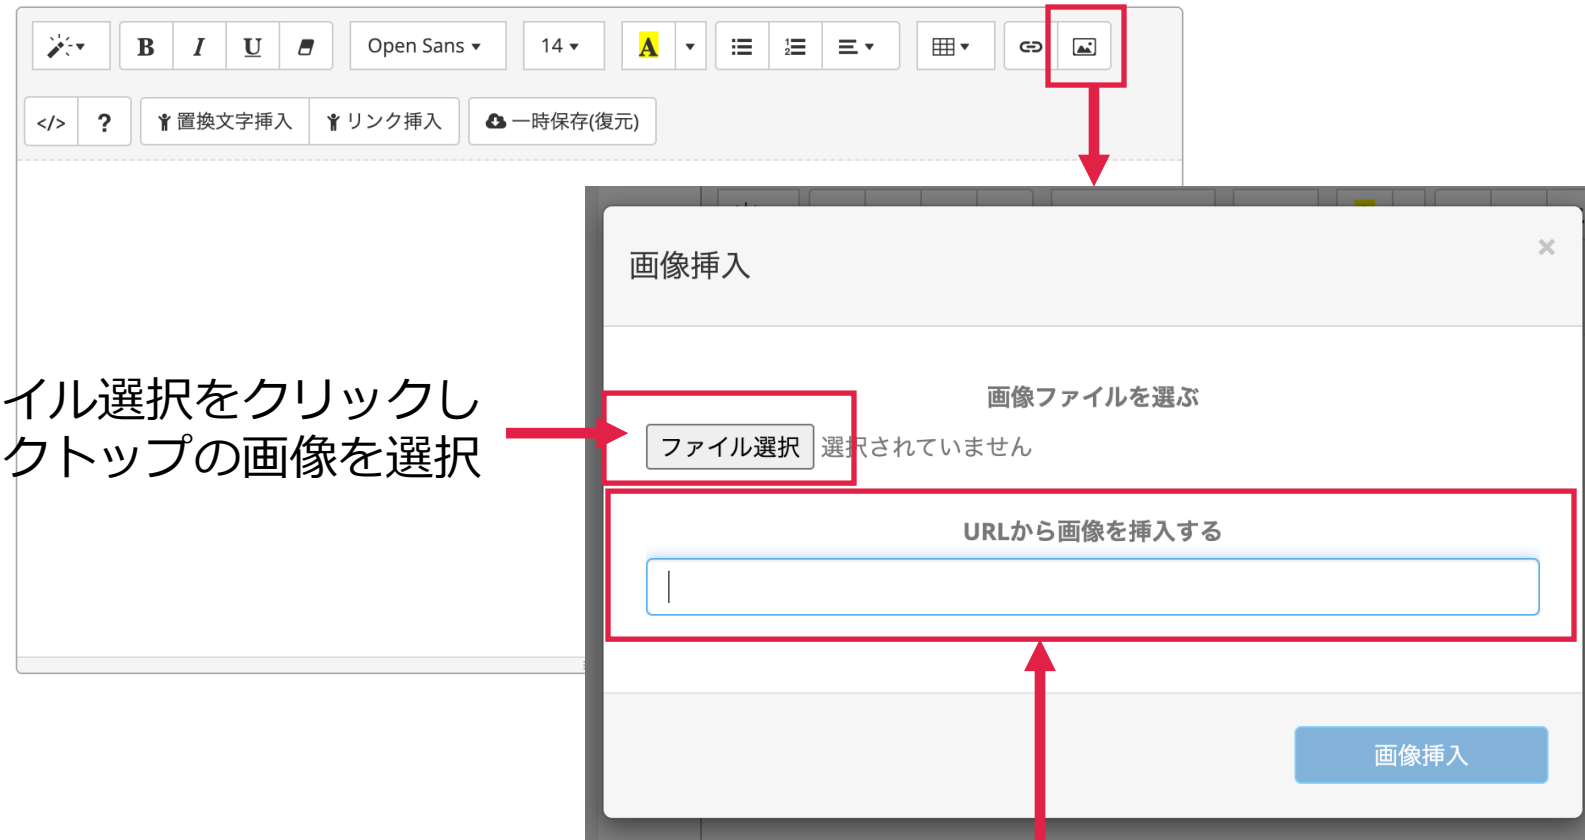 B I U Open Sans 14 A
</> ? 置換文字挿入 リンク挿入 一時保存(復元)
画像挿入 ×
画像ファイルを選ぶ
イル選択をクリックし
クトップの画像を選択
ファイル選択 選択されていません
URLから画像を挿入する
画像挿入